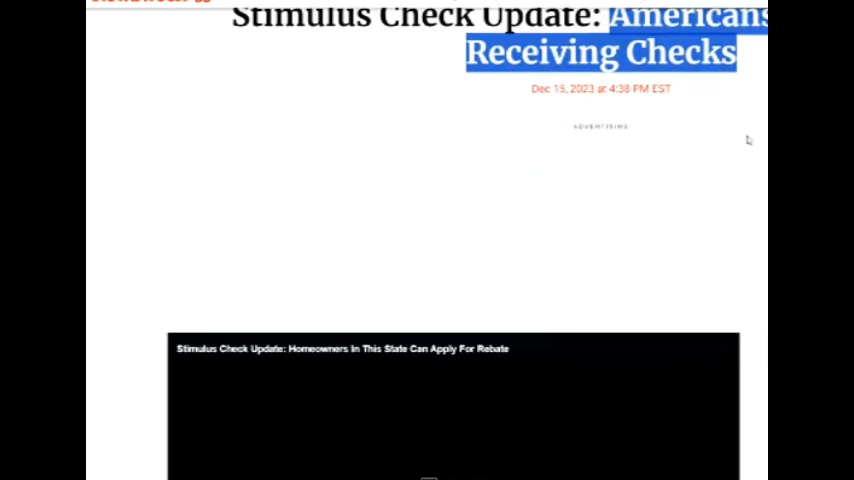 Stimulus Check Update: Americans
Receiving Checks
Dec 15, 2023 at 4:38 PM EST
ADVERTISING
Stimulus Check Update: Homeowners In This State Can Apply For Rebate